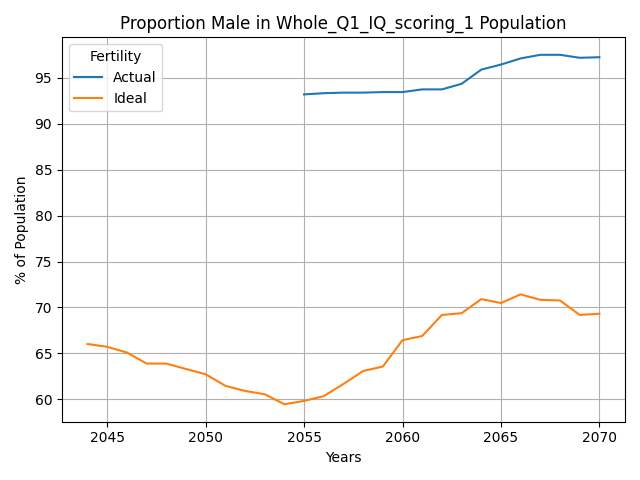 Proportion Male in Whole_Q1_IQ_scoring_1 Population
Fertility
Actual
Ideal
% of Population
95
90
85
80
75
70
65
60
2045 2050 2055 2060 2065 2070
Years